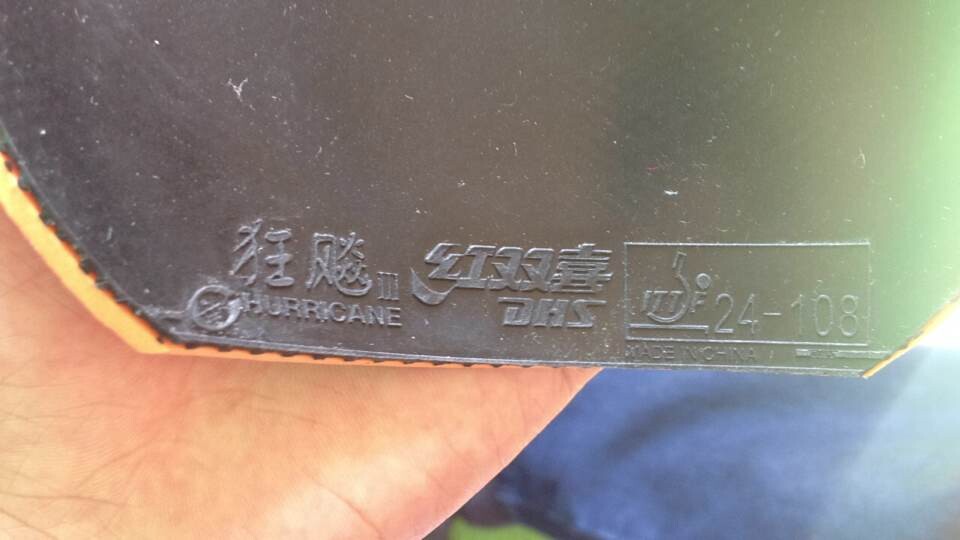 狂飚III
HURRICANE
红双喜
DHS
ITTF 24-108
MADE IN CHINA